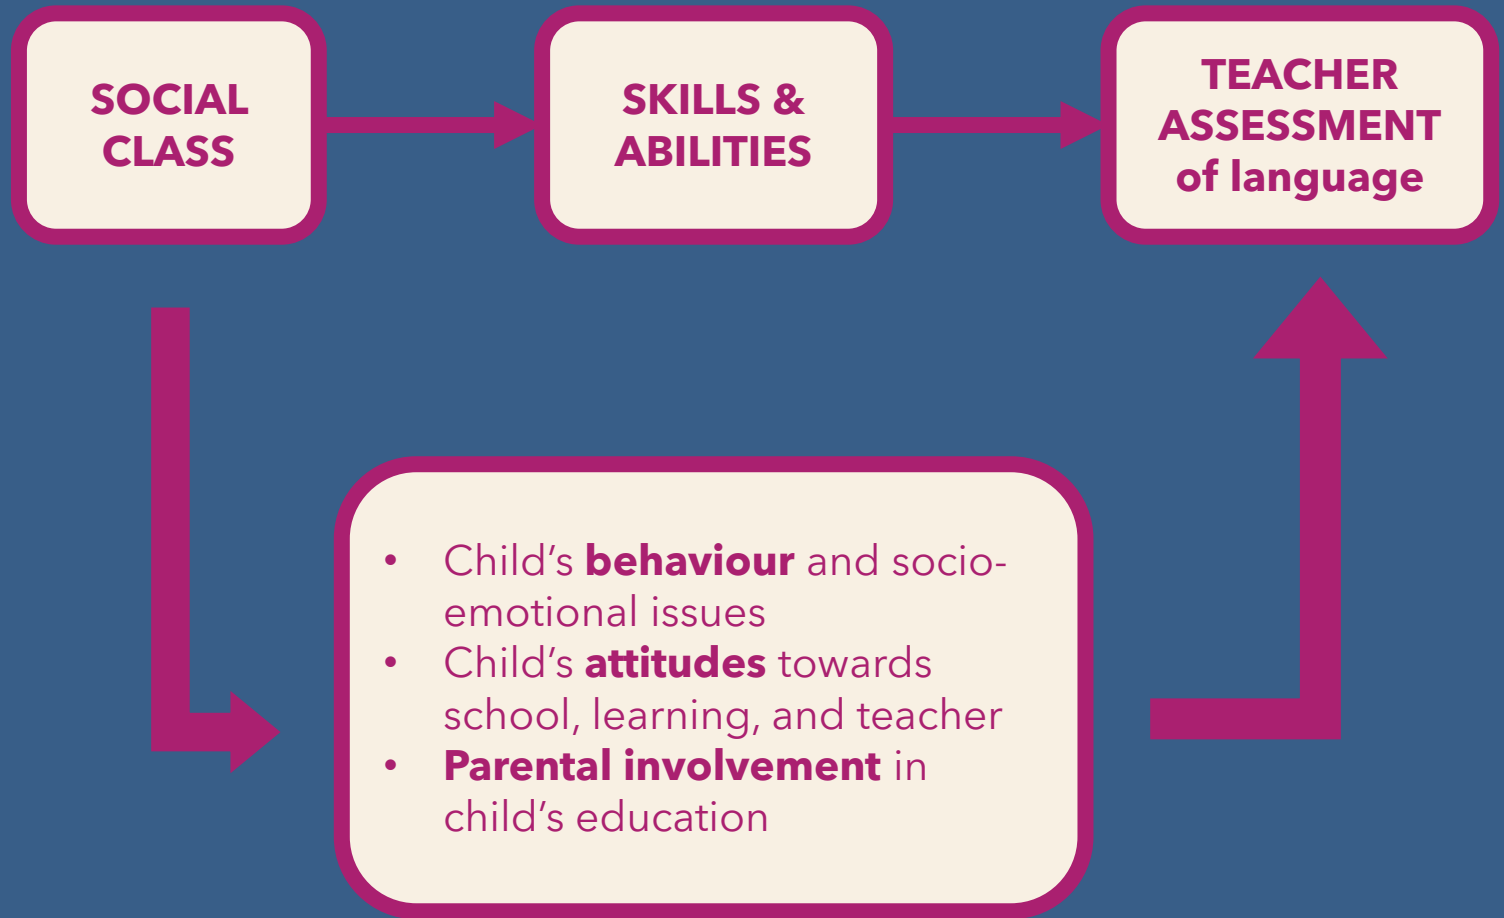 SOCIAL
CLASS
SKILLS &
ABILITIES
TEACHER
ASSESSMENT
of language
• Child’s behaviour and socio-
emotional issues
• Child’s attitudes towards
school, learning, and teacher
• Parental involvement in
child’s education